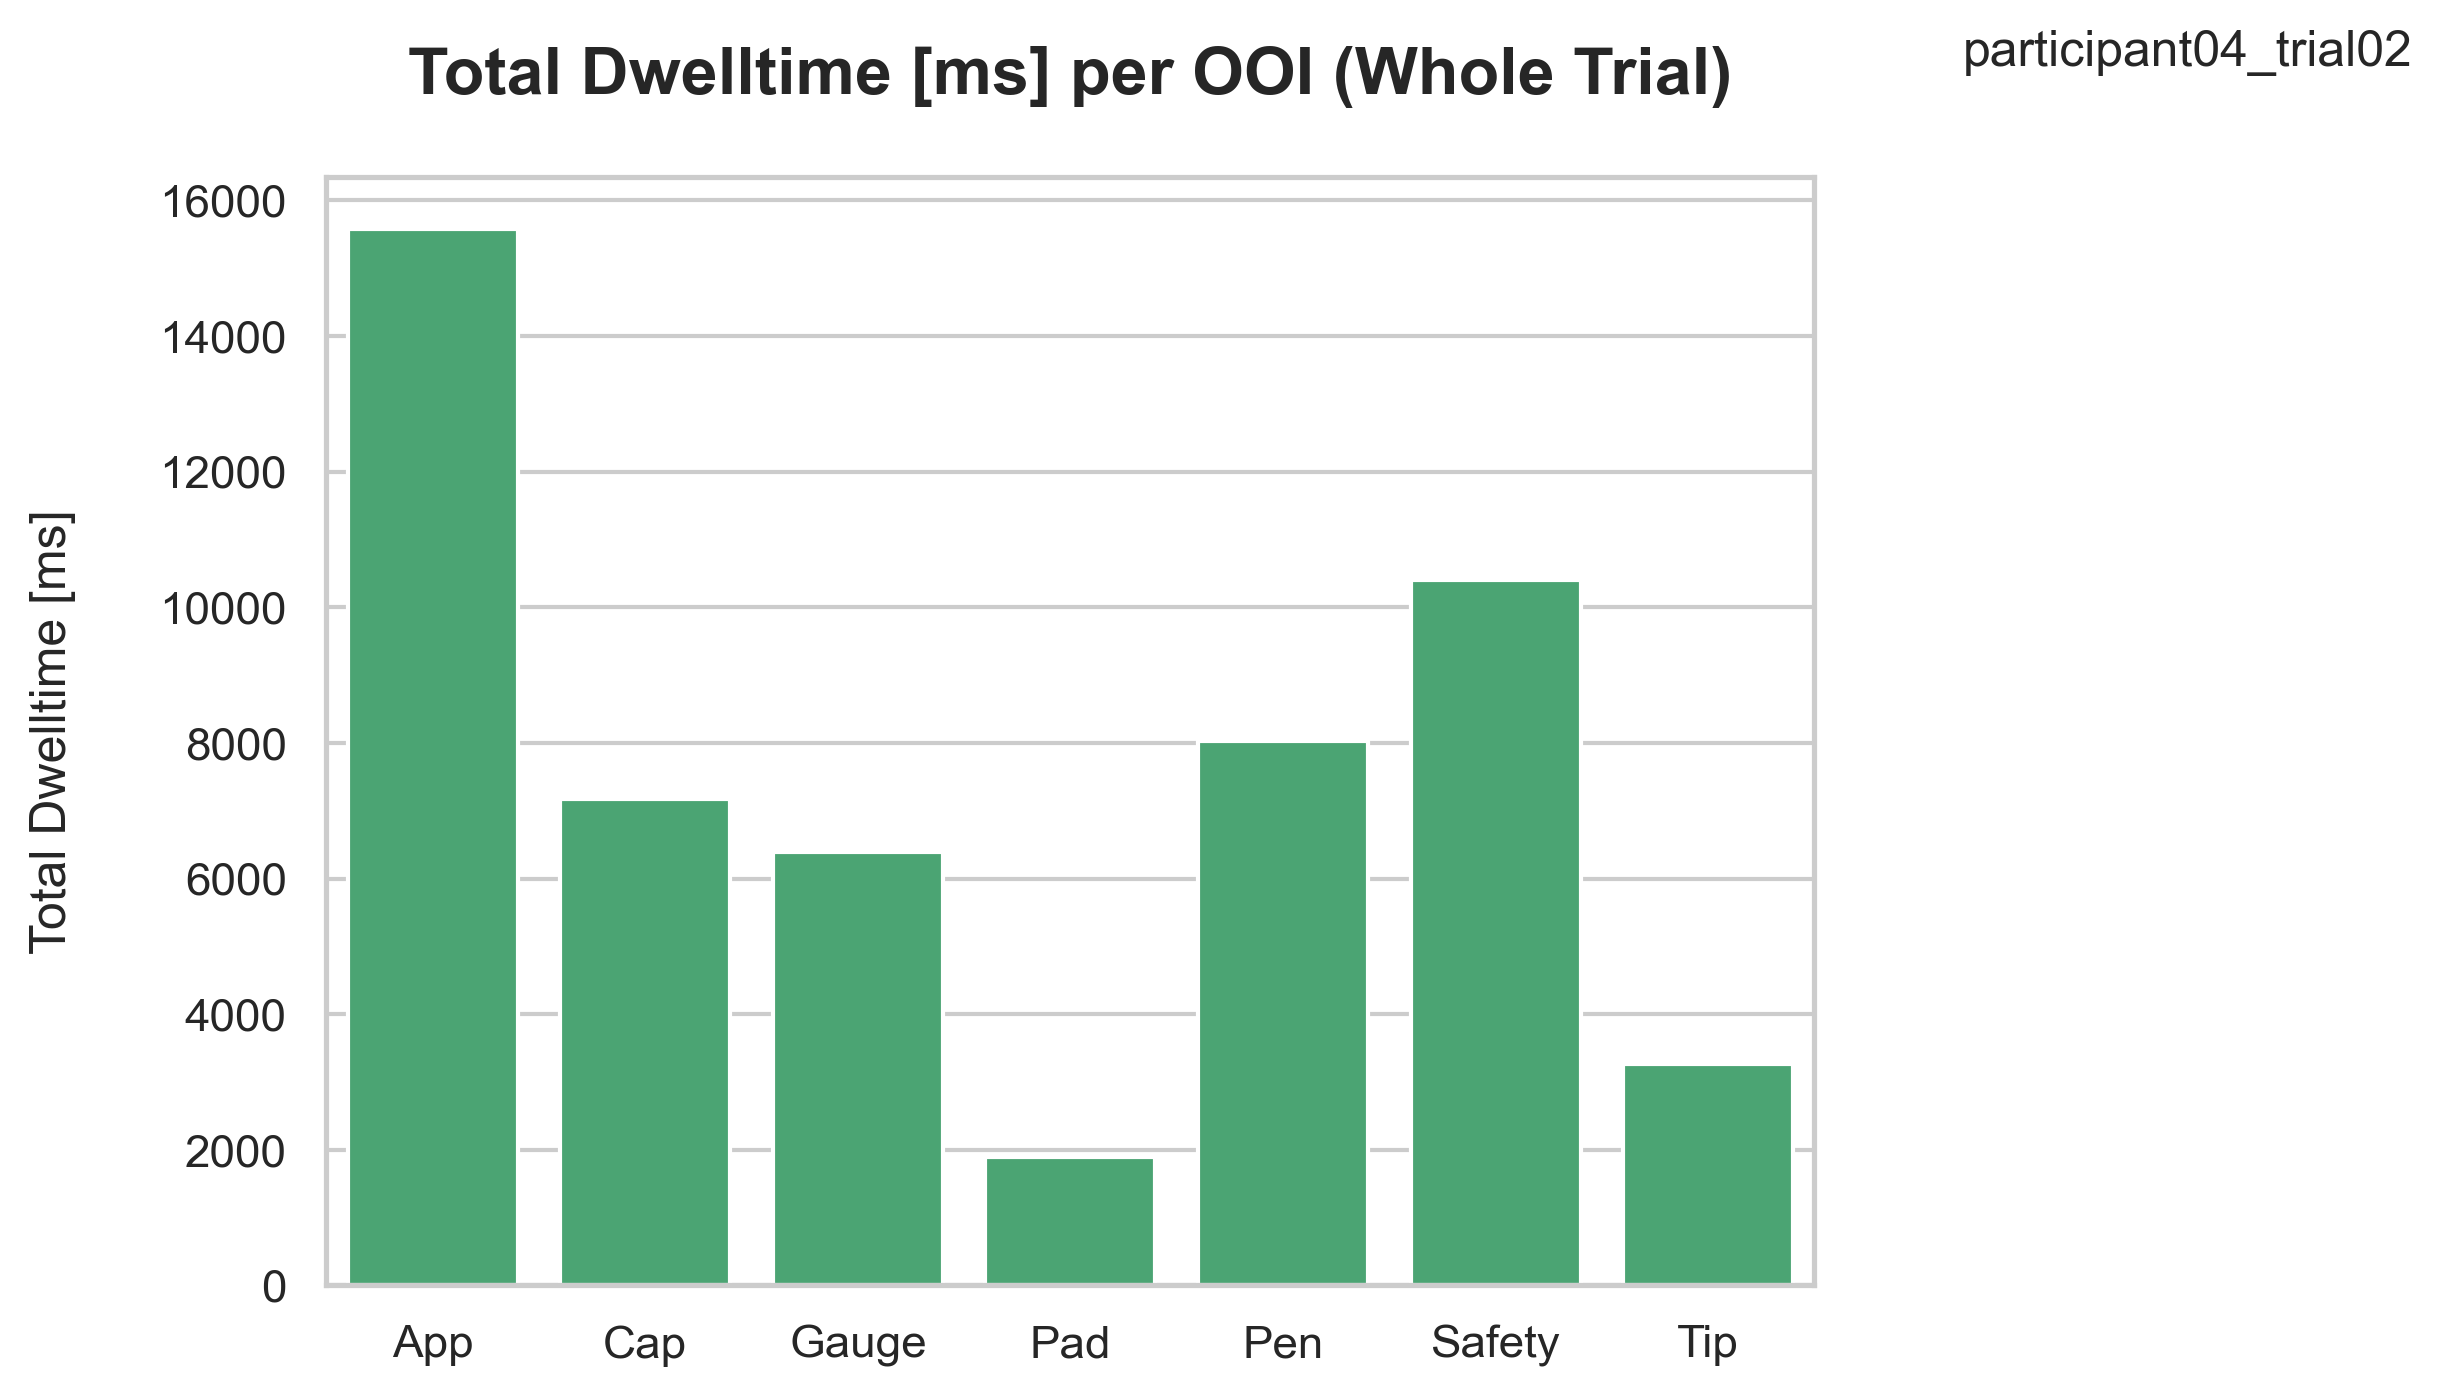 Total Dwelltime [ms] per OOI (Whole Trial)
participant04_trial02
Total Dwelltime [ms]
16000
14000
12000
10000
8000
6000
4000
2000
0
App Cap Gauge Pad Pen Safety Tip